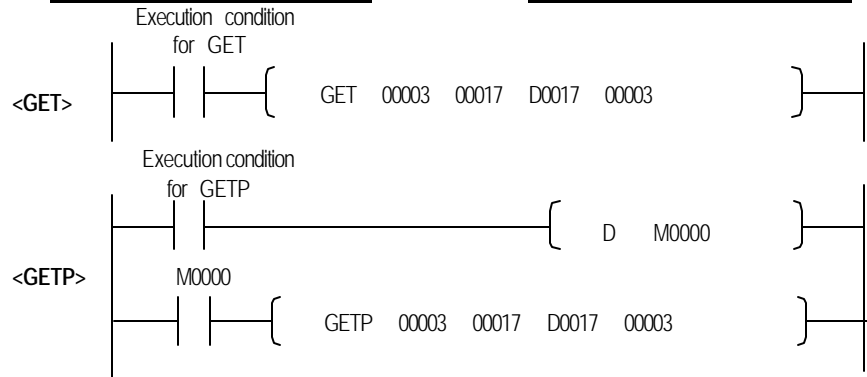 Execution condition
for GET
<GET>
GET 00003 00017 D0017 00003
Execution condition
for GETP
D M0000
<GETP>
M0000
GETP 00003 00017 D0017 00003